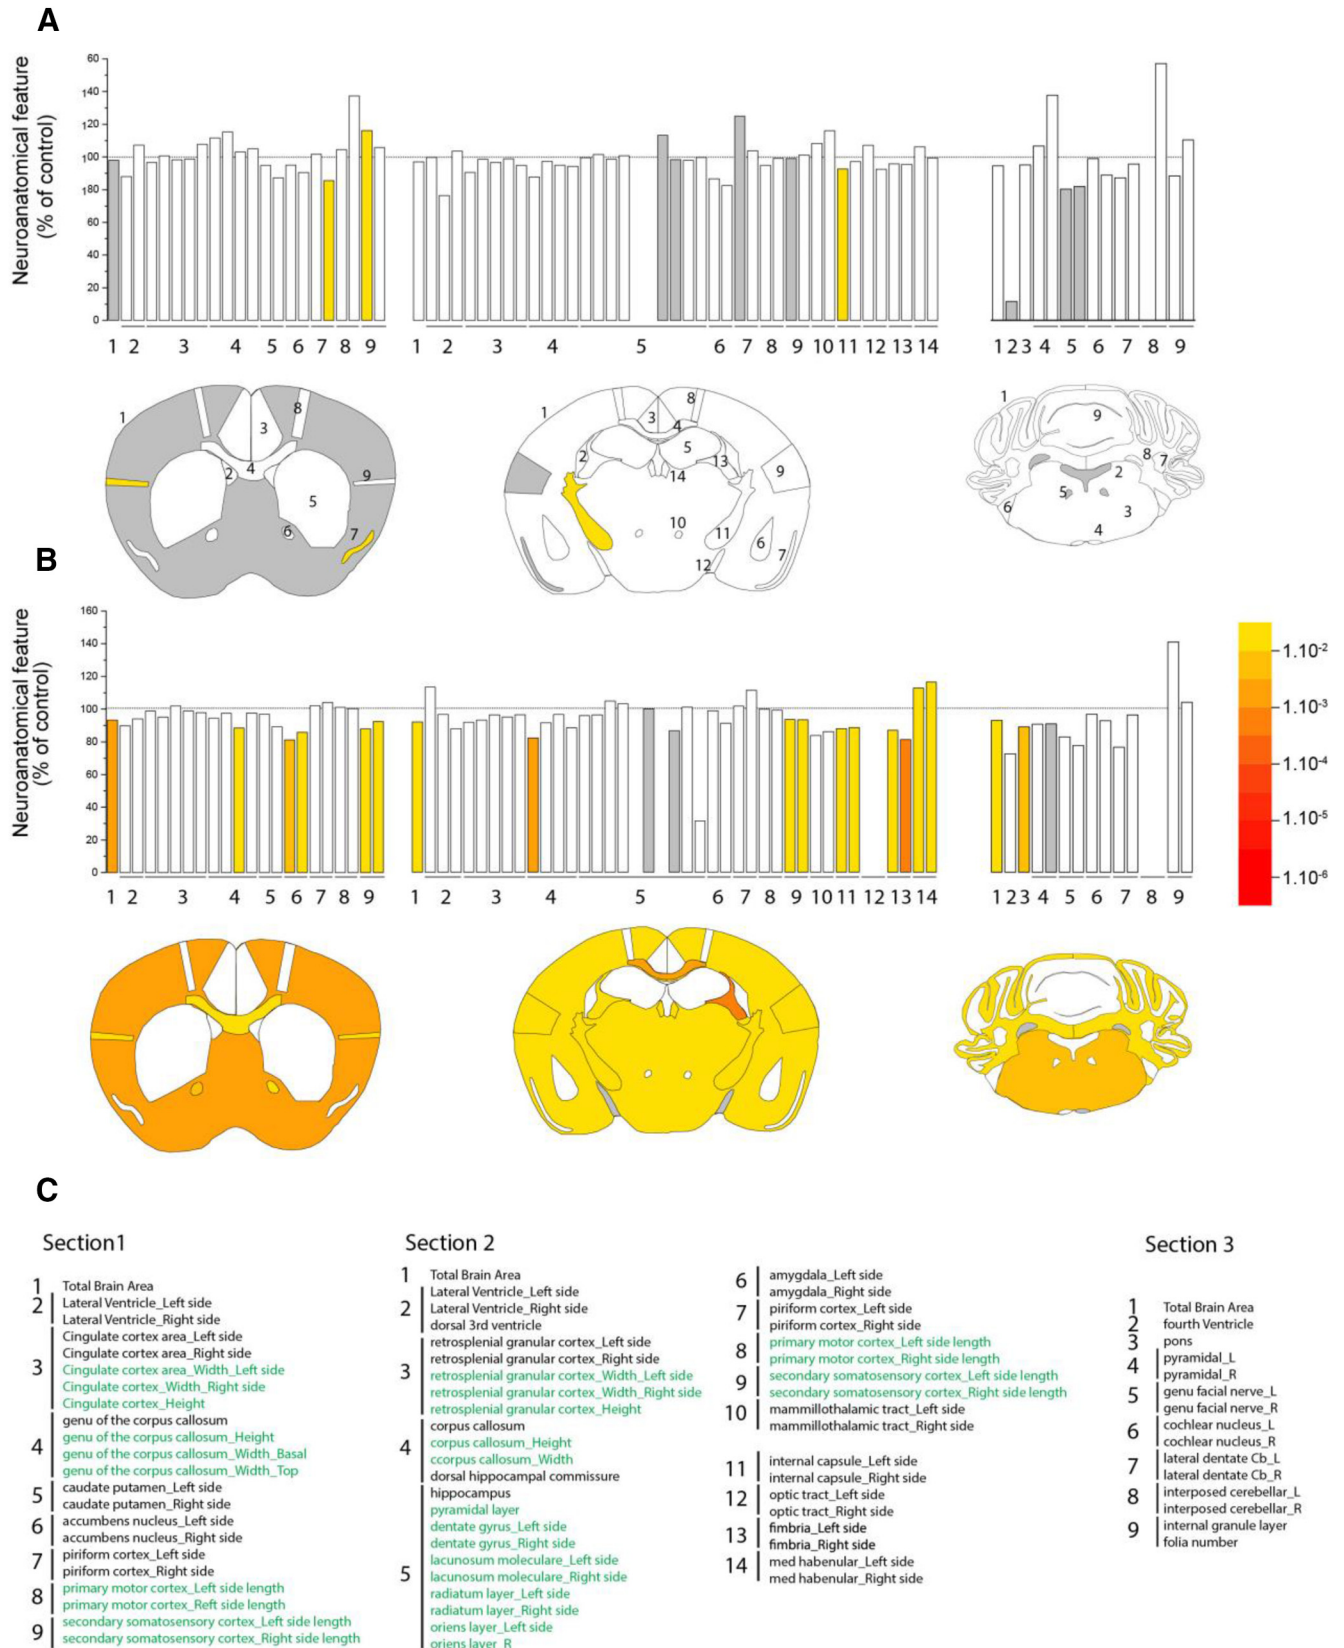 A
Neuroanatomical feature
(% of control)
60
140
120
100
80
60
40
20
0
1 2 3 4 5 6 7 8 9
1 2 3 4 5 6 7 8 9 10 11 12 13 14
1 2 3 4 5 6 7 8 9
1 2 3 4 5 6 7 8 9
1 2 3 4 5 6 7 8 9 10 11 12 13 14
1 2 3 4 5 6 7 8 9
B
Neuroanatomical feature
(% of control)
160
140
120
100
80
60
40
20
0
1 2 3 4 5 6 7 8 9
1 2 3 4 5 6 7 8 9 10 11 12 13 14
1 2 3 4 5 6 7 8 9
1.10-2
1.10-3
1.10-4
1.10-5
1.10-6
C
Section1
1 Total Brain Area
2 Lateral Ventricle_Left side
Lateral Ventricle_Right side
3 Cingulate cortex area_Left side
Cingulate cortex area_Right side
Cingulate cortex area_Width_Left side
Cingulate cortex_Width_Right side
Cingulate cortex_Height
4 genu of the corpus callosum
genu of the corpus callosum_Height
genu of the corpus callosum_Width_Basal
genu of the corpus callosum_Width_Top
5 caudate putamen_Left side
caudate putamen_Right side
6 accumbens nucleus_Left side
accumbens nucleus_Right side
7 piriform cortex_Left side
piriform cortex_Right side
8 primary motor cortex_Left side length
primary motor cortex_Reft side length
9 secondary somatosensory cortex_Left side length
secondary somatosensory cortex_Right side length
Section 2
1 Total Brain Area
2 Lateral Ventricle_Left side
Lateral Ventricle_Right side
dorsal 3rd ventricle
3 retrosplenial granular cortex_Left side
retrosplenial granular cortex_Right side
retrosplenial granular cortex_Width_Left side
retrosplenial granular cortex_Width_Right side
retrosplenial granular cortex_Height
4 corpus callosum
corpus callosum_Height
ccorpus callosum_Width
dorsal hippocampal commissure
5 hippocampus
pyramidal layer
dentate gyrus_Left side
dentate gyrus_Right side
lacunosum moleculare_Left side
lacunosum moleculare_Right side
radiatum layer_Left side
radiatum layer_Right side
oriens layer_Left side
oriens layer_R
6 amygdala_Left side
amygdala_Right side
7 piriform cortex_Left side
piriform cortex_Right side
8 primary motor cortex_Left side length
primary motor cortex_Right side length
9 secondary somatosensory cortex_Left side length
secondary somatosensory cortex_Right side length
10 mammillothalamic tract_Left side
mammillothalamic tract_Right side
11 internal capsule_Left side
internal capsule_Right side
12 optic tract_Left side
optic tract_Right side
13 fimbria_Left side
fimbria_Right side
14 med habenular_Left side
med habenular_Right side
Section 3
1 Total Brain Area
2 fourth Ventricle
3 pons
4 pyramidal_L
pyramidal_R
5 genu facial nerve_L
genu facial nerve_R
6 cochlear nucleus_L
cochlear nucleus_R
7 lateral dentate Cb_L
lateral dentate Cb_R
8 interposed cerebellar_L
interposed cerebellar_R
9 internal granule layer
folia number